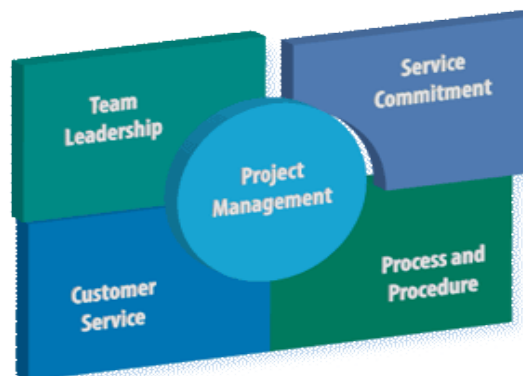 Team
Leadership
Service
Commitment
Project
Management
Customer
Service
Process and
Procedure